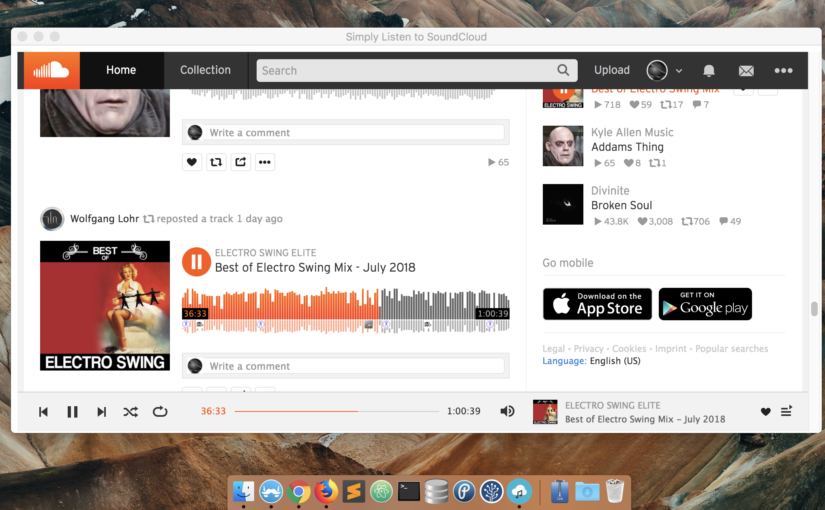 Simply Listen to SoundCloud
Home
Collection
Search
Upload
Write a comment
65
Wolfgang Lohr reposted a track 1 day ago
BEST
OF
ELECTRO SWING
ELECTRO SWING ELITE
Best of Electro Swing Mix - July 2018
36:33
1:00:39
Write a comment
Best of Electro Swing Mix
ELECTRO SWING
718 59 17 7
Kyle Allen Music
Addams Thing
65 8 1
Divinite
Broken Soul
43.8K 3,008 706 49
Go mobile
Download on the
App Store
GET IT ON
Google play
Legal - Privacy - Cookies - Imprint - Popular searches
Language: English (US)
36:33
1:00:39
ELECTRO SWING ELITE
Best of Electro Swing Mix - July 2018